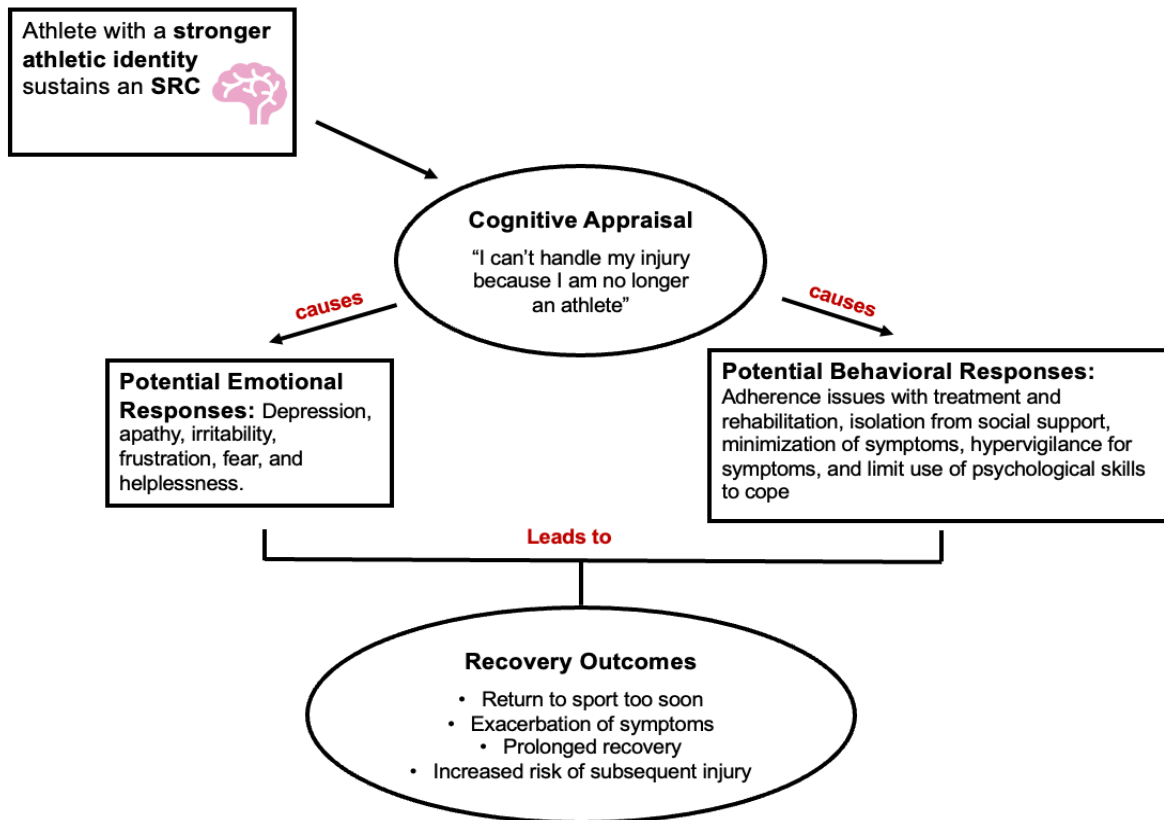 Athlete with a stronger
athletic identity
sustains an SRC
Cognitive Appraisal
“I can’t handle my injury
because I am no longer
an athlete”
causes
causes
Potential Emotional
Responses: Depression,
apathy, irritability,
frustration, fear, and
helplessness.
Potential Behavioral Responses:
Adherence issues with treatment and
rehabilitation, isolation from social support,
minimization of symptoms, hypervigilance for
symptoms, and limit use of psychological skills
to cope
Leads to
Recovery Outcomes
• Return to sport too soon
• Exacerbation of symptoms
• Prolonged recovery
• Increased risk of subsequent injury